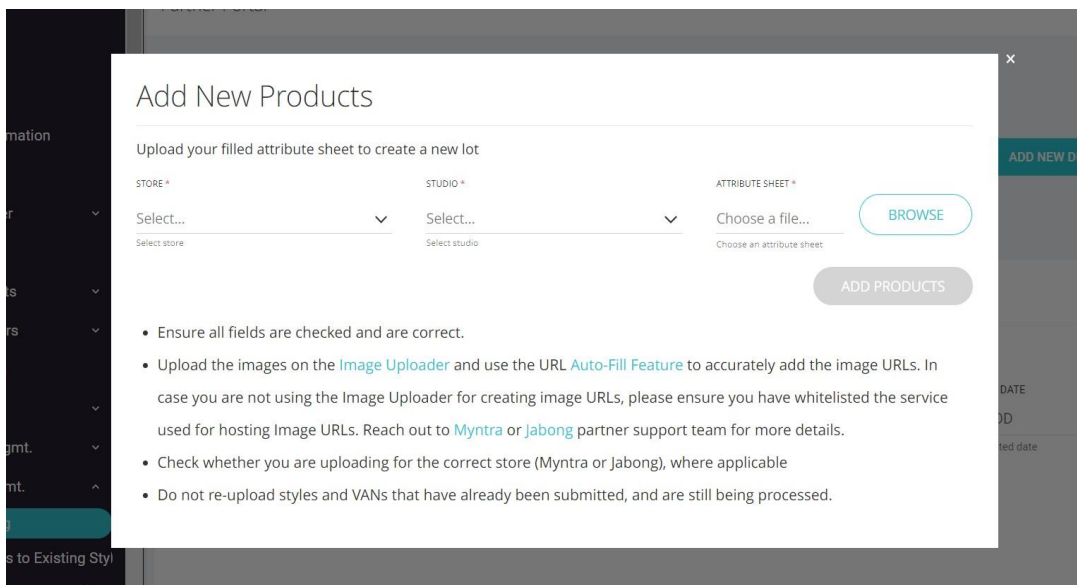 mation
Add New Products
×
Upload your filled attribute sheet to create a new lot
ADD NEW D
STORE *
STUDIO *
ATTRIBUTE SHEET *
Select...
Select...
Choose a file...
BROWSE
Select store
Select studio
Choose an attribute sheet
ts
ADD PRODUCTS
rs
• Ensure all fields are checked and are correct.
• Upload the images on the Image Uploader and use the URL Auto-Fill Feature to accurately add the image URLs. In
case you are not using the Image Uploader for creating image URLs, please ensure you have whitelisted the service
used for hosting Image URLs. Reach out to Myntra or Jabong partner support team for more details.
DATE
ted date
gmt.
• Check whether you are uploading for the correct store (Myntra or Jabong), where applicable
mt.
• Do not re-upload styles and VANs that have already been submitted, and are still being processed.
g
s to Existing Styl